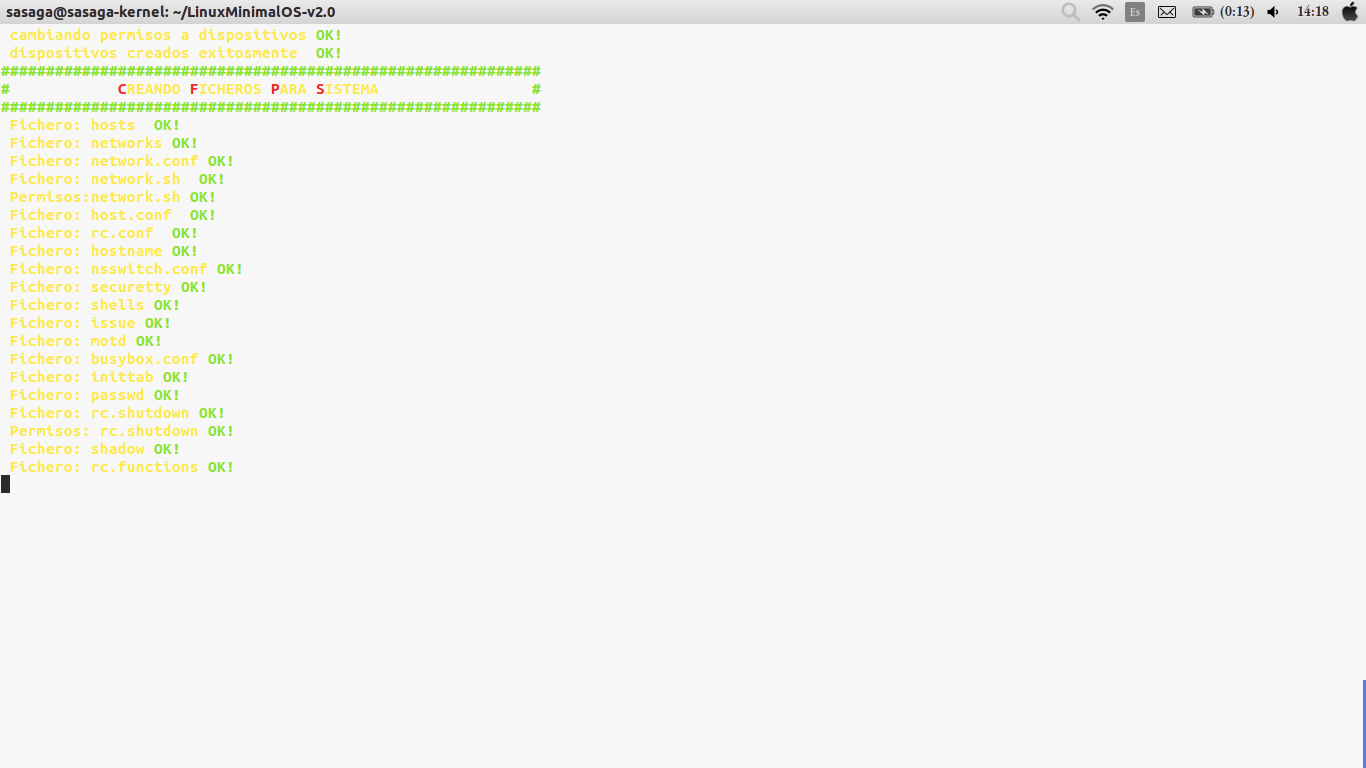 sasaga@sasaga-kernel: ~/LinuxMinimalOS-v2.0 Es (0:13) 14:18
cambiando permisos a dispositivos OK!
dispositivos creados exitosmente  OK!
############################################################
#            CREANDO FICHEROS PARA SISTEMA                 #
############################################################
Fichero: hosts  OK!
Fichero: networks OK!
Fichero: network.conf OK!
Fichero: network.sh  OK!
Permisos:network.sh OK!
Fichero: host.conf  OK!
Fichero: rc.conf  OK!
Fichero: hostname OK!
Fichero: nsswitch.conf OK!
Fichero: securetty OK!
Fichero: shells OK!
Fichero: issue OK!
Fichero: motd OK!
Fichero: busybox.conf OK!
Fichero: inittab OK!
Fichero: passwd OK!
Fichero: rc.shutdown OK!
Permisos: rc.shutdown OK!
Fichero: shadow OK!
Fichero: rc.functions OK!